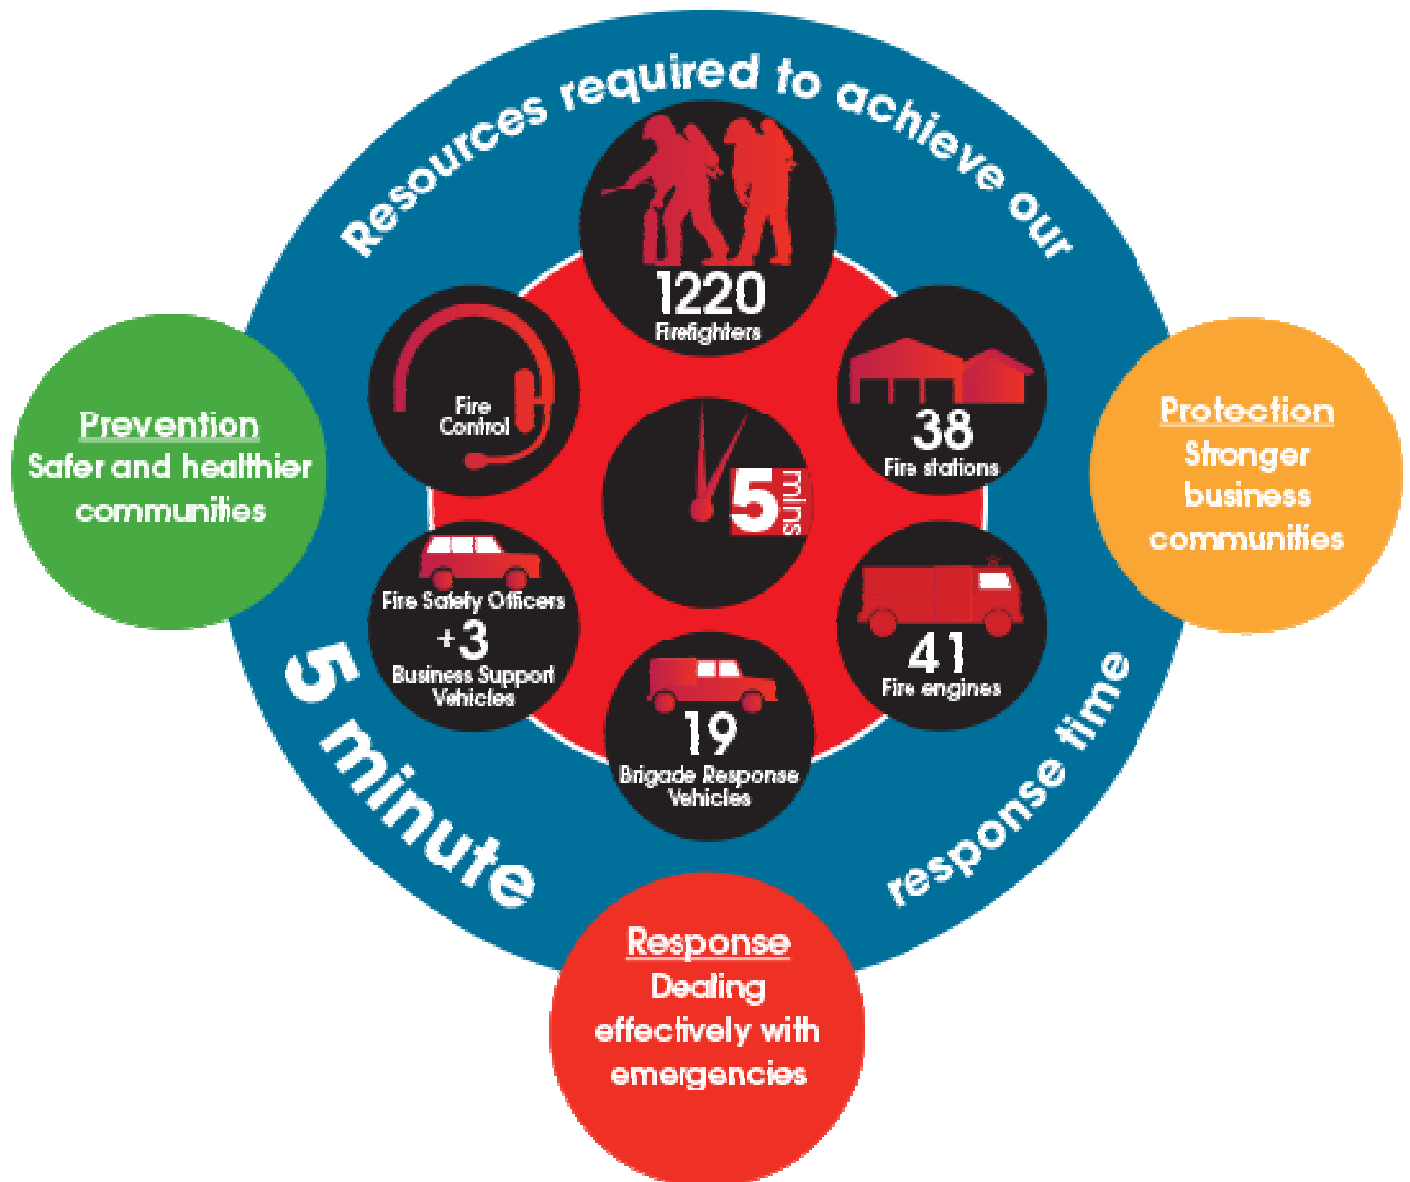 Resources required to achieve our
5 minute
response time
1220
Firefighters
38
Fire stations
41
Fire engines
19
Brigade Response
Vehicles
Fire Safety Officers
+3
Business Support
Vehicles
Fire
Control
5 mins
Prevention
Safer and healthier
communities
Protection
Stronger
business
communities
Response
Dealing
effectively with
emergencies